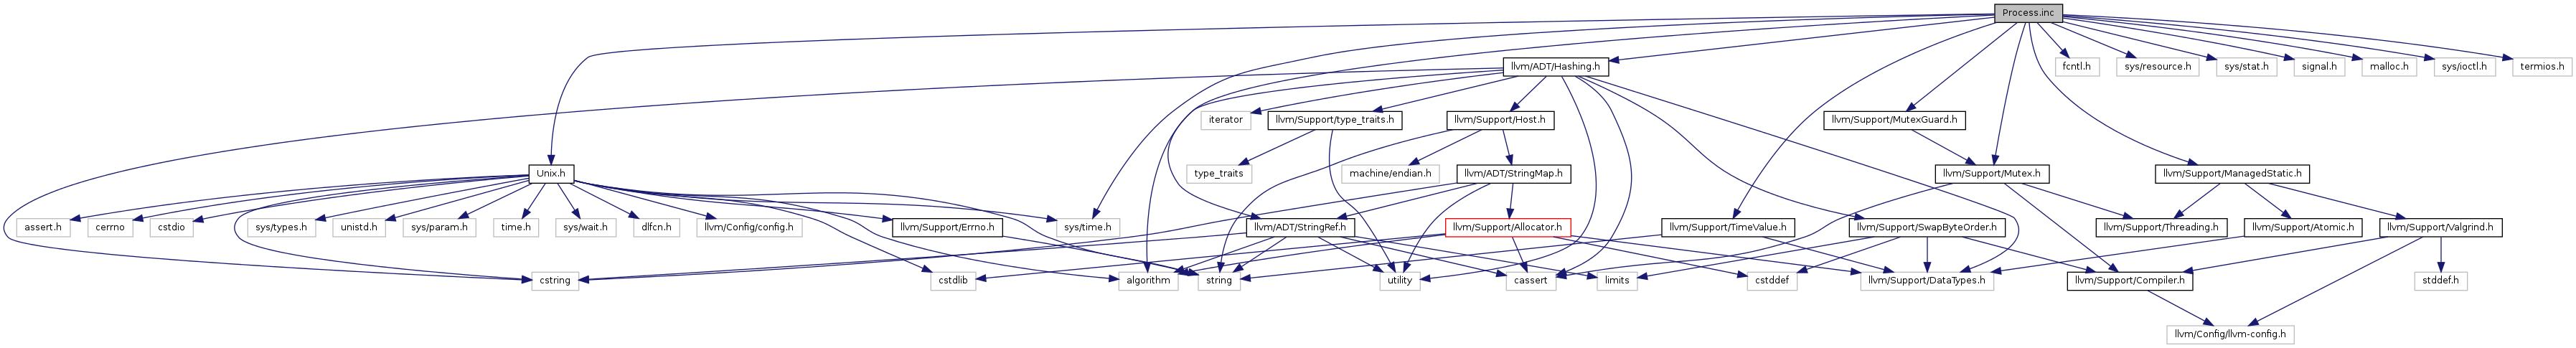 Process.inc
llvm/ADT/Hashing.h
fcntl.h
sys/resource.h
sys/stat.h
signal.h
malloc.h
sys/ioctl.h
termios.h
iterator
llvm/Support/type_traits.h
llvm/Support/Host.h
llvm/Support/MutexGuard.h
Unix.h
type_traits
machine/endian.h
llvm/ADT/StringMap.h
llvm/Support/Mutex.h
llvm/Support/ManagedStatic.h
assert.h
cerrno
cstdio
sys/types.h
unistd.h
sys/param.h
time.h
sys/wait.h
dlfcn.h
llvm/Config/config.h
llvm/Support/Errno.h
sys/time.h
llvm/ADT/StringRef.h
llvm/Support/Allocator.h
llvm/Support/TimeValue.h
llvm/Support/SwapByteOrder.h
llvm/Support/Threading.h
llvm/Support/Atomic.h
llvm/Support/Valgrind.h
cstring
cstdlib
algorithm
string
utility
cassert
limits
cstddef
llvm/Support/DataTypes.h
llvm/Support/Compiler.h
stddef.h
llvm/Config/llvm-config.h